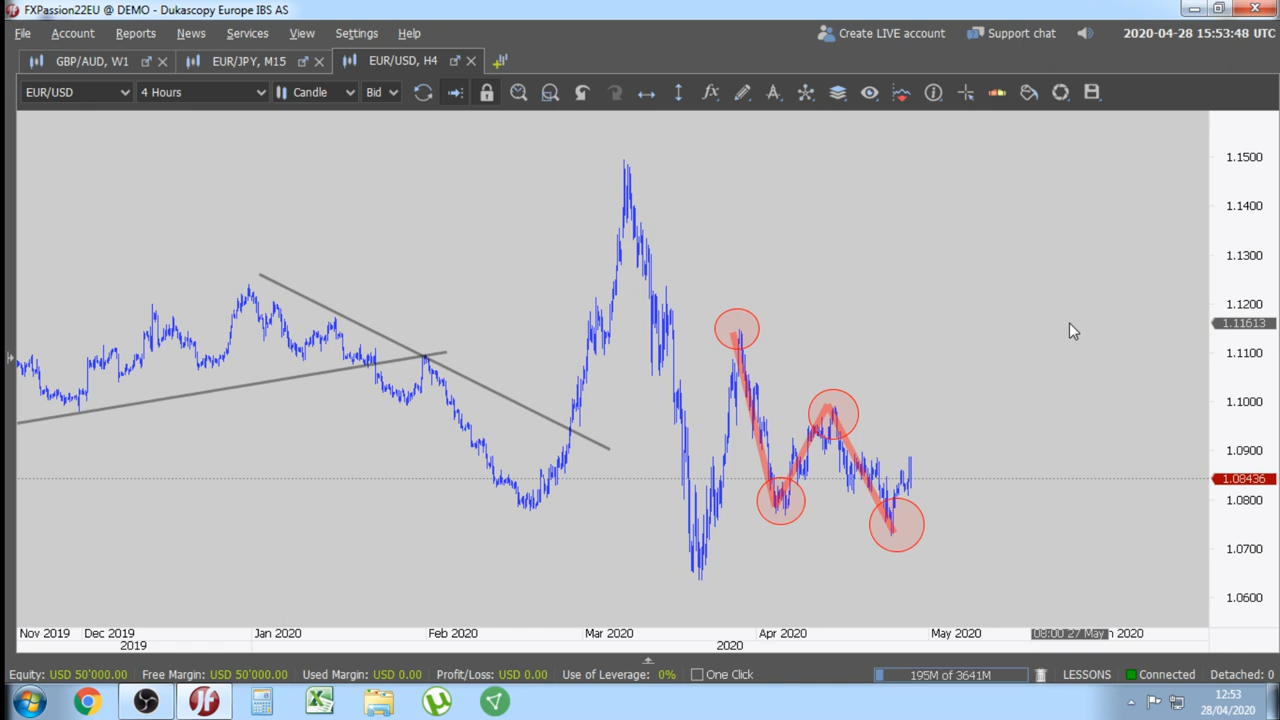 FXPassion22EU @ DEMO - Dukascopy Europe IBS AS
File Account Reports News Services View Settings Help
Create LIVE account Support chat 2020-04-28 15:53:48 UTC
GBP/AUD, W1 EUR/JPY, M15 EUR/USD, H4
EUR/USD 4 Hours Candle Bid
1.1500
1.1400
1.1300
1.1200
1.11613
1.1100
1.1000
1.0900
1.08436
1.0800
1.0700
1.0600
Nov 2019 Dec 2019 Jan 2020 Feb 2020 Mar 2020 Apr 2020 May 2020 08:00 27 May n 2020
2019 2020
Equity: USD 50'000.00 Free Margin: USD 50'000.00 Used Margin: USD 0.00 Profit/Loss: USD 0.00 Use of Leverage: 0% One Click 195M of 3641M LESSONS Connected Detached: 0
12:53
28/04/2020